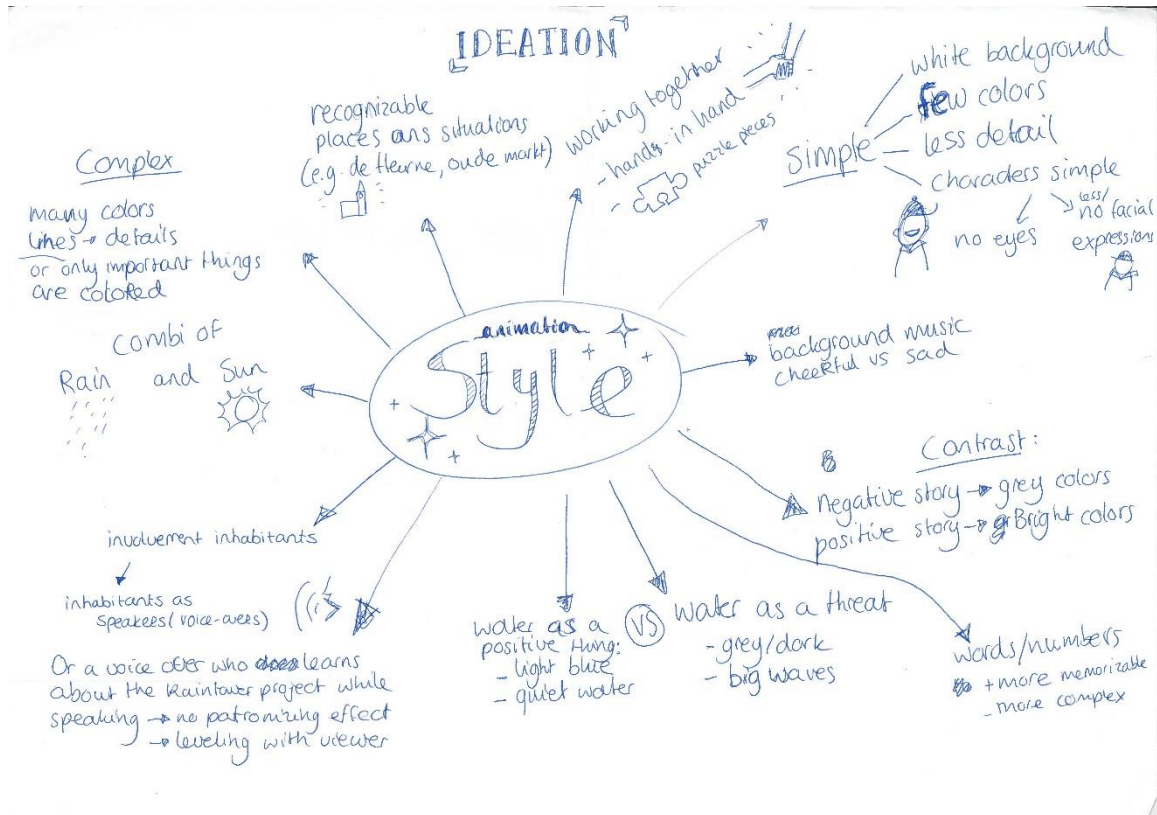 IDEATION
recognizable
places ans situations
(e.g. de Heurne, oude markt)
working together
- hands-in hand
- puzzle pieces
Simple
white background
few colors
less detail
characters simple
no eyes
less/
no facial
expressions
Complex
many colors
lines → details
or only important things
are colored
combi of
Rain and Sun
animation
Style
background music
cheerful vs sad
Contrast:
negative story → grey colors
positive story → Bright colors
involvement inhabitants
inhabitants as
speakers (voice-overs)
Or a voice over who learns
about the Raintower project while
speaking → no patronizing effect
→ leveling with viewer
water as a
positive thing:
- light blue
- quiet water
VS
water as a threat
- grey/dark
- big waves
words/numbers
+ more memorizable
- more complex